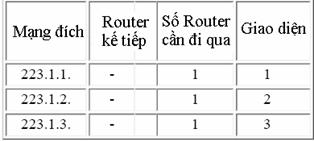 Mạng đích Router kế tiếp Số Router cần đi qua Giao diện
223.1.1. - 1 1
223.1.2. - 1 2
223.1.3. - 1 3